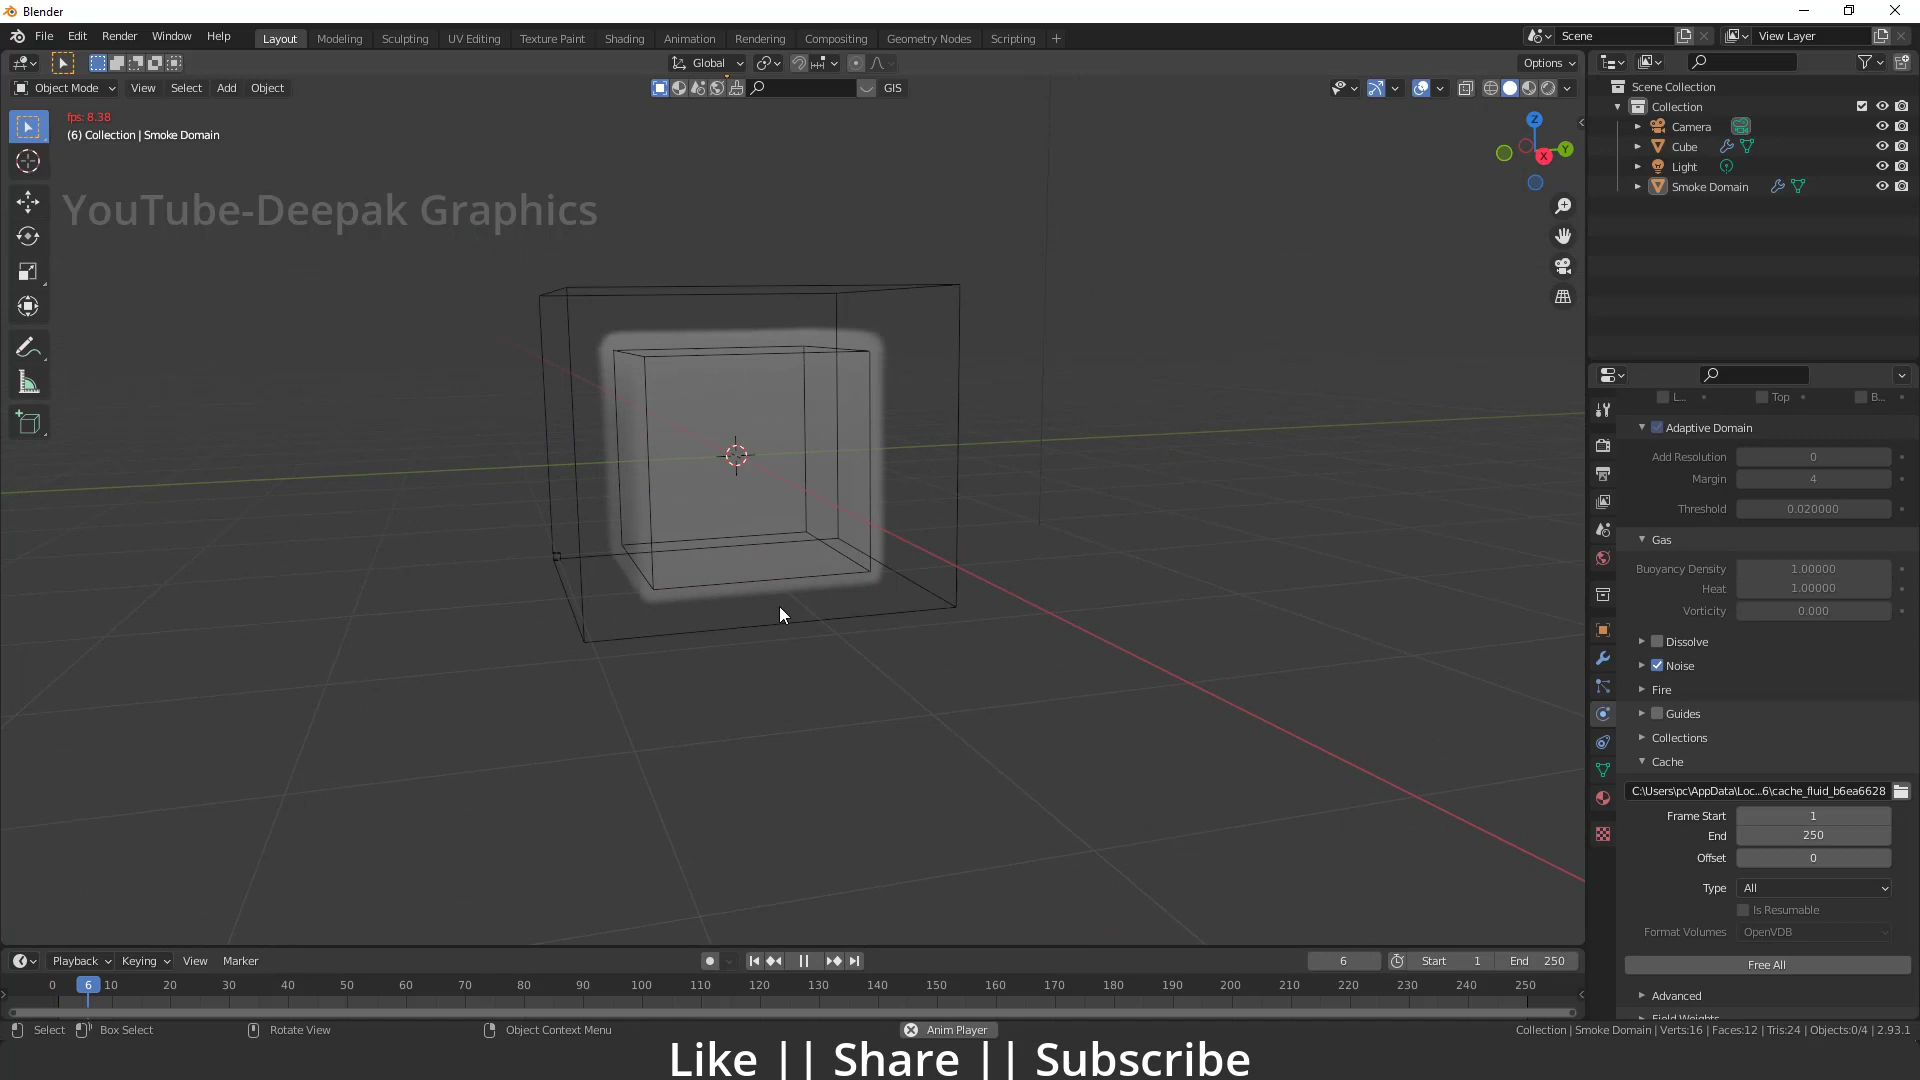 Blender
File Edit Render Window Help
Layout Modeling Sculpting UV Editing Texture Paint Shading Animation Rendering Compositing Geometry Nodes Scripting +
Scene
View Layer
Global
Options
Object Mode View Select Add Object
GIS
fps: 8.38
(6) Collection | Smoke Domain
YouTube-Deepak Graphics
Z
Y
X
Scene Collection
Collection
Camera
Cube
Light
Smoke Domain
L... Top B...
Adaptive Domain
Add Resolution 0
Margin 4
Threshold 0.020000
Gas
Buoyancy Density 1.00000
Heat 1.00000
Vorticity 0.000
Dissolve
Noise
Fire
Guides
Collections
Cache
C:\Users\pc\AppData\Loc...6\cache_fluid_b6ea6628
Frame Start 1
End 250
Offset 0
Type All
Is Resumable
Format Volumes OpenVDB
Free All
Advanced
Field Weights
Playback Keying View Marker
6 Start 1 End 250
0 6 10 20 30 40 50 60 70 80 90 100 110 120 130 140 150 160 170 180 190 200 210 220 230 240 250
Select Box Select Rotate View Object Context Menu Anim Player
Collection | Smoke Domain | Verts:16 | Faces:12 | Tris:24 | Objects:0/4 | 2.93.1
Like || Share || Subscribe